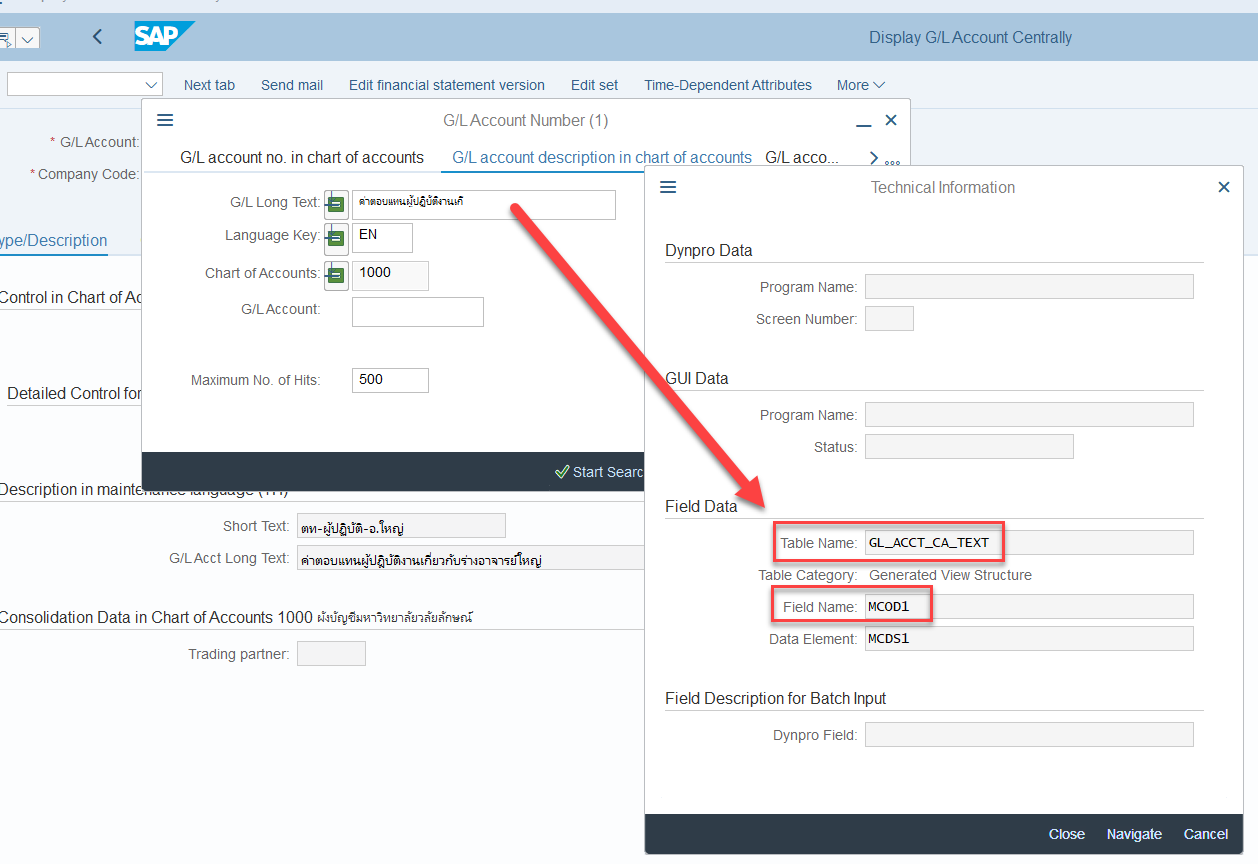 SAP
Display G/L Account Centrally
Next tab Send mail Edit financial statement version Edit set Time-Dependent Attributes More
* G/L Account:
* Company Code:
ype/Description
Control in Chart of Ac
Detailed Control for
Description in maintenance language (TH)
Short Text: ตท-ผู้ปฏิบัติ-อ.ใหญ่
G/L Acct Long Text: ค่าตอบแทนผู้ปฏิบัติงานเกี่ยวกับร่างอาจารย์ใหญ่
Consolidation Data in Chart of Accounts 1000 ผังบัญชีมหาวิทยาลัยวลัยลักษณ์
Trading partner:
G/L Account Number (1)
G/L account no. in chart of accounts G/L account description in chart of accounts G/L acco...
G/L Long Text: ค่าตอบแทนผู้ปฏิบัติงานเกี
Language Key: EN
Chart of Accounts: 1000
G/L Account:
Maximum No. of Hits: 500
Start Searc
Technical Information
Dynpro Data
Program Name:
Screen Number:
GUI Data
Program Name:
Status:
Field Data
Table Name: GL_ACCT_CA_TEXT
Table Category: Generated View Structure
Field Name: MCOD1
Data Element: MCDS1
Field Description for Batch Input
Dynpro Field:
Close Navigate Cancel